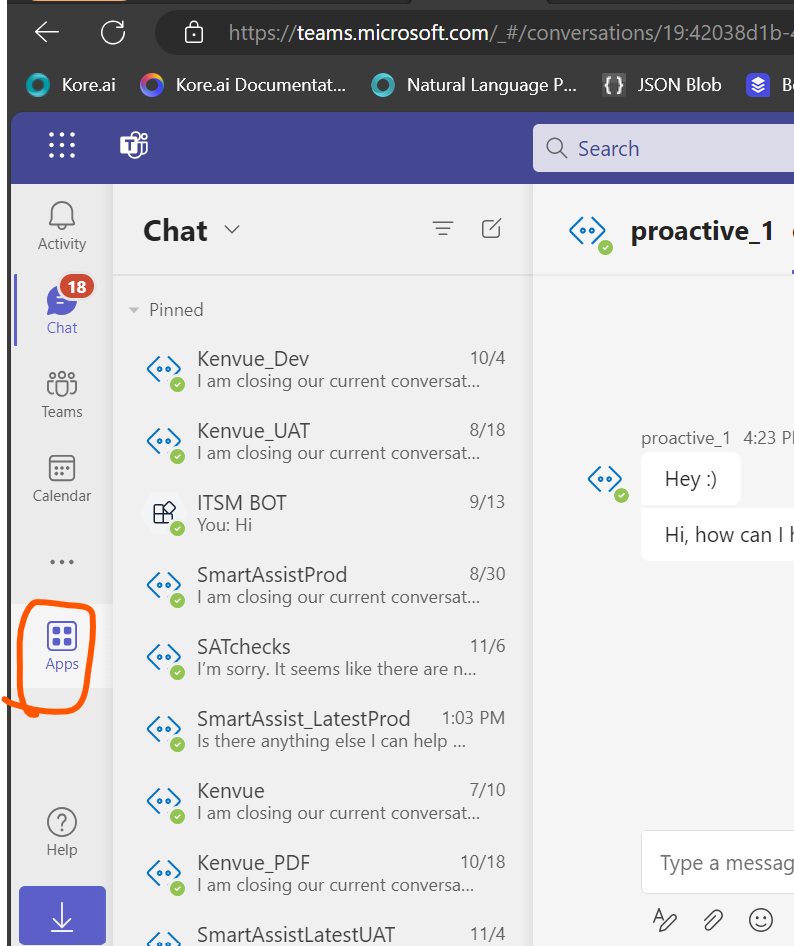 https://teams.microsoft.com/_#/conversations/19:42038d1b-
Kore.ai
Kore.ai Documentat...
Natural Language P...
{} JSON Blob
Search
Activity
18
Chat
Teams
Calendar
Apps
Help
Chat
Pinned
Kenvue_Dev 10/4
I am closing our current conversat...
Kenvue_UAT 8/18
I am closing our current conversat...
ITSM BOT 9/13
You: Hi
SmartAssistProd 8/30
I am closing our current conversat...
SATchecks 11/6
I'm sorry. It seems like there are n...
SmartAssist_LatestProd 1:03 PM
Is there anything else I can help ...
Kenvue 7/10
I am closing our current conversat...
Kenvue_PDF 10/18
I am closing our current conversa...
SmartAssistLatestUAT 11/4
proactive_1
proactive_1 4:23 P
Hey :)
Hi, how can I
Type a messag